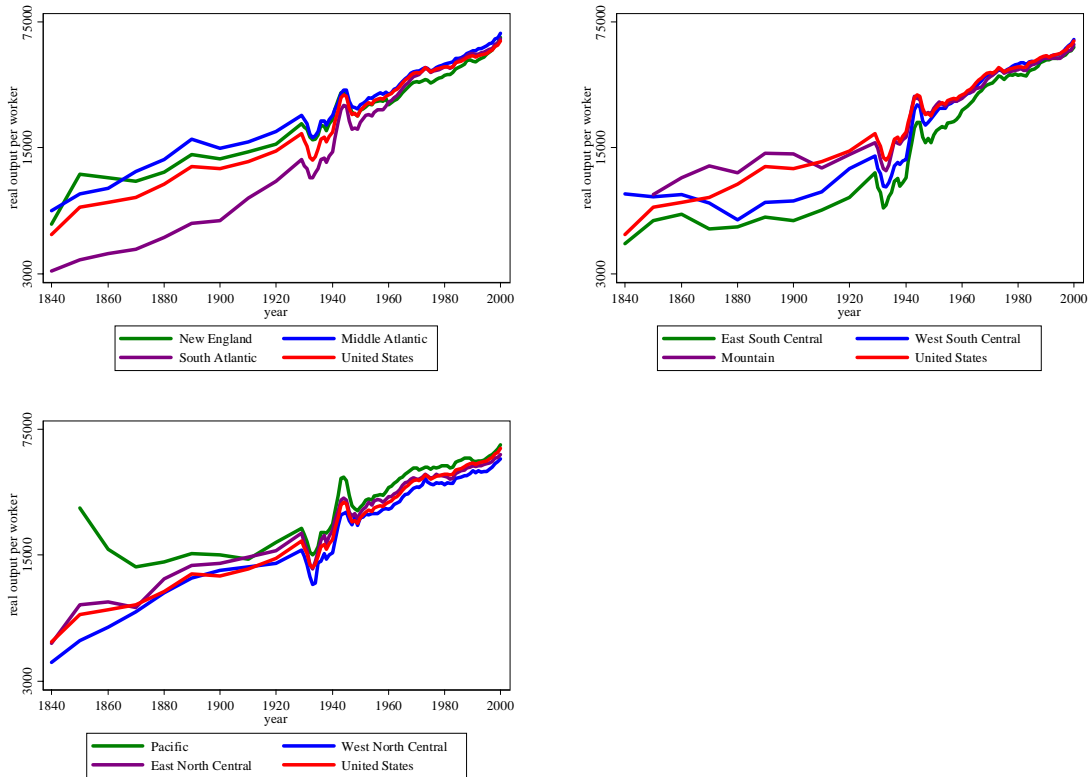 75000
15000
3000
real output per worker
1840 1860 1880 1900 1920 1940 1960 1980 2000
year
New England Middle Atlantic
South Atlantic United States
75000
15000
3000
real output per worker
1840 1860 1880 1900 1920 1940 1960 1980 2000
year
East South Central West South Central
Mountain United States
75000
15000
3000
real output per worker
1840 1860 1880 1900 1920 1940 1960 1980 2000
year
Pacific West North Central
East North Central United States